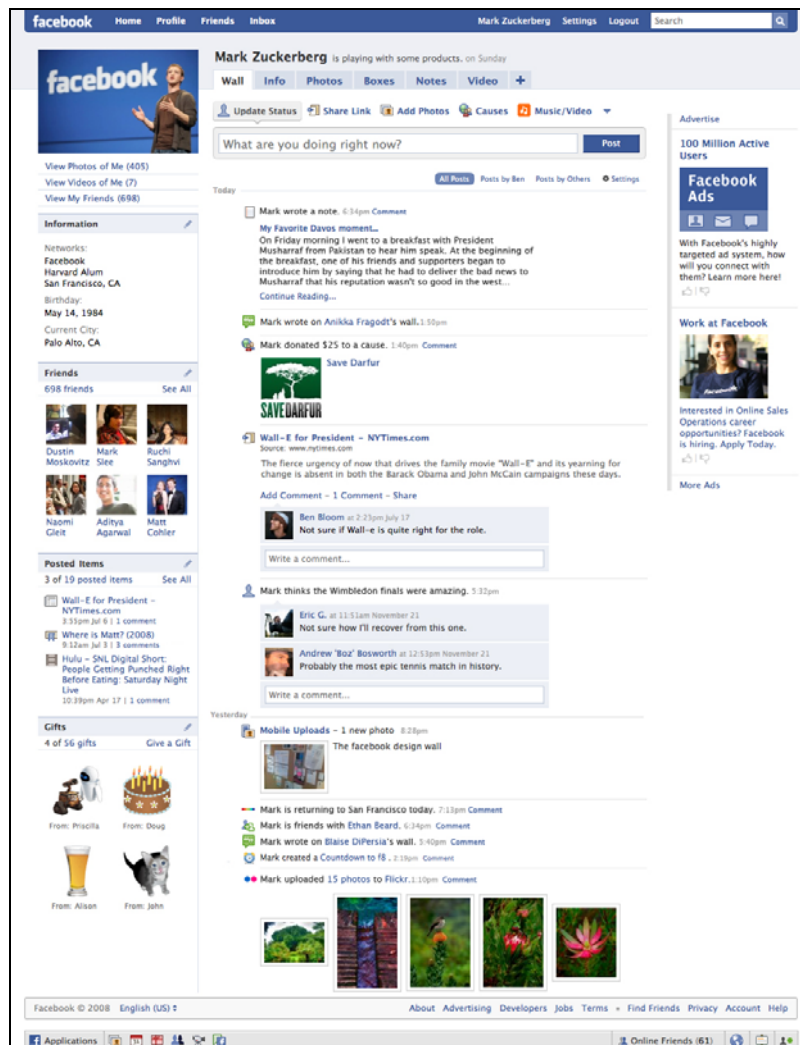 facebook Home Profile Friends Inbox Mark Zuckerberg Settings Logout Search
facebook
View Photos of Me (405)
View Videos of Me (7)
View My Friends (698)
Information
Networks:
Facebook
Harvard Alum
San Francisco, CA
Birthday:
May 14, 1984
Current City:
Palo Alto, CA
Friends
698 friends See All
Dustin Moskovitz
Mark Slee
Ruchi Sanghvi
Naomi Gleit
Aditya Agarwal
Matt Cohler
Posted Items
3 of 19 posted items See All
Wall-E for President -
NYTimes.com
3:55pm Jul 6 | 1 comment
Where is Matt? (2008)
9:12am Jul 3 | 3 comments
Hulu - SNL Digital Short:
People Getting Punched Right
Before Eating: Saturday Night
Live
10:39pm Apr 17 | 1 comment
Gifts
4 of 56 gifts Give a Gift
From: Priscilla From: Doug
From: Alison From: John
Mark Zuckerberg is playing with some products. on Sunday
Wall Info Photos Boxes Notes Video +
Update Status Share Link Add Photos Causes Music/Video
What are you doing right now? Post
All Posts Posts by Ben Posts by Others Settings
Today
Mark wrote a note. 6:34pm Comment
My Favorite Davos moment...
On Friday morning I went to a breakfast with President
Musharraf from Pakistan to hear him speak. At the beginning of
the breakfast, one of his friends and supporters began to
introduce him by saying that he had to deliver the bad news to
Musharraf that his reputation wasn't so good in the west...
Continue Reading...
Mark wrote on Anikka Fragodt's wall. 1:50pm
Mark donated $25 to a cause. 1:40pm Comment
SAVEDARFUR
Save Darfur
Wall-E for President - NYTimes.com
Source: www.nytimes.com
The fierce urgency of now that drives the family movie "Wall-E" and its yearning for
change is absent in both the Barack Obama and John McCain campaigns these days.
Add Comment - 1 Comment - Share
Ben Bloom at 2:23pm July 17
Not sure if Wall-e is quite right for the role.
Write a comment...
Mark thinks the Wimbledon finals were amazing. 5:32pm
Eric G. at 11:51am November 21
Not sure how I'll recover from this one.
Andrew 'Boz' Bosworth at 12:53pm November 21
Probably the most epic tennis match in history.
Write a comment...
Yesterday
Mobile Uploads - 1 new photo 8:28pm
The facebook design wall
Mark is returning to San Francisco today. 7:13pm Comment
Mark is friends with Ethan Beard. 6:34pm Comment
Mark wrote on Blaise DiPersia's wall. 5:40pm Comment
Mark created a Countdown to f8 . 2:19pm Comment
Mark uploaded 15 photos to Flickr. 1:10pm Comment
Advertise
100 Million Active
Users
Facebook
Ads
With Facebook's highly
targeted ad system, how
will you connect with
them? Learn more here!
Work at Facebook
Interested in Online Sales
Operations career
opportunities? Facebook
is hiring. Apply Today.
More Ads
Facebook © 2008 English (US) About Advertising Developers Jobs Terms Find Friends Privacy Account Help
Applications Online Friends (61)